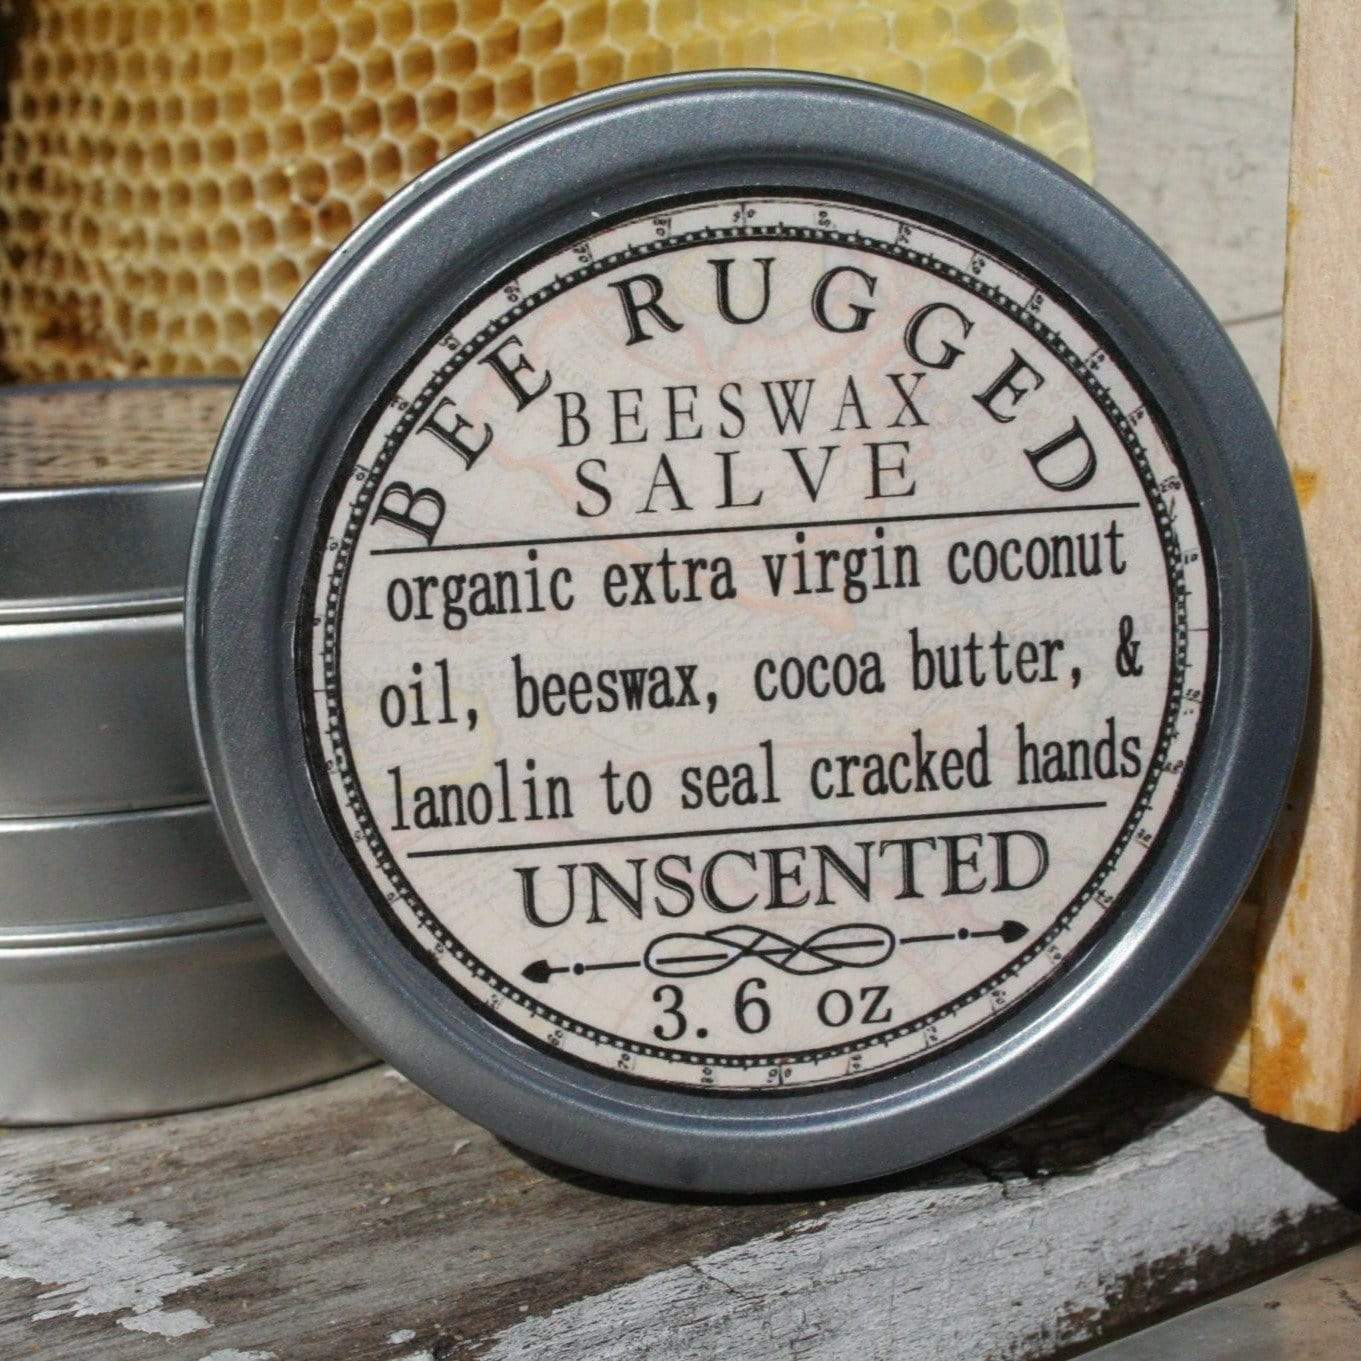 BEE RUGGED
BEESWAX
SALVE
organic extra virgin coconut
oil, beeswax, cocoa butter, &
lanolin to seal cracked hands
UNSCENTED
3.6 oz